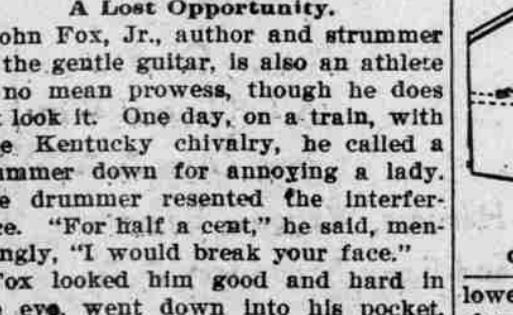 A Lost Opportunity.
ohn Fox, Jr., author and strummer
the gentle guitar, is also an athlete
no mean prowess, though he does
t look it. One day, on a train, with
e Kentucky chivalry, he called a
ummer down for annoying a lady.
e drummer resented the interfer-
ce. "For half a cent," he said, men-
ngly, "I would break your face."
Fox looked him good and hard in
e eye, went down into his pocket,
lowe